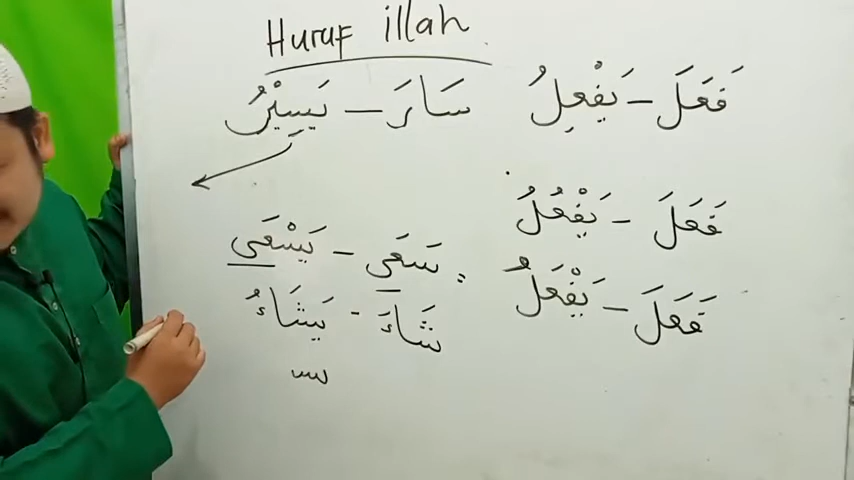 Huruf illah
فَعَلَ – يَفْعِلُ سَارَ – يَسِيْرُ
فَعَلَ – يَفْعُلُ
فَعَلَ – يَفْعَلُ : سَعَى – يَسْعَى
شَاءَ - يَشَاءُ